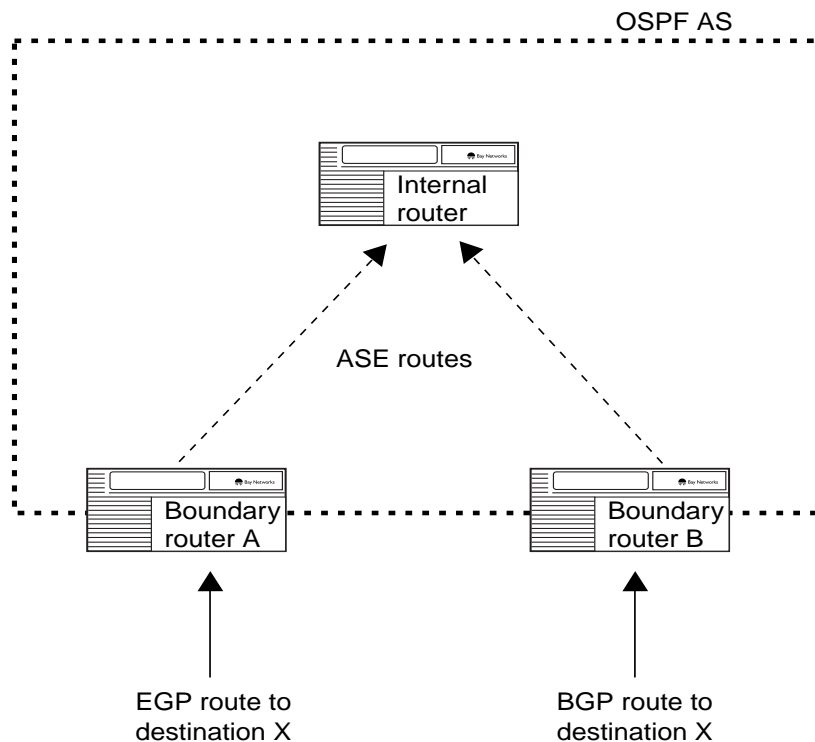 OSPF AS
Bay Networks
Internal
router
ASE routes
Bay Networks
Boundary
router A
Bay Networks
Boundary
router B
EGP route to
destination X
BGP route to
destination X